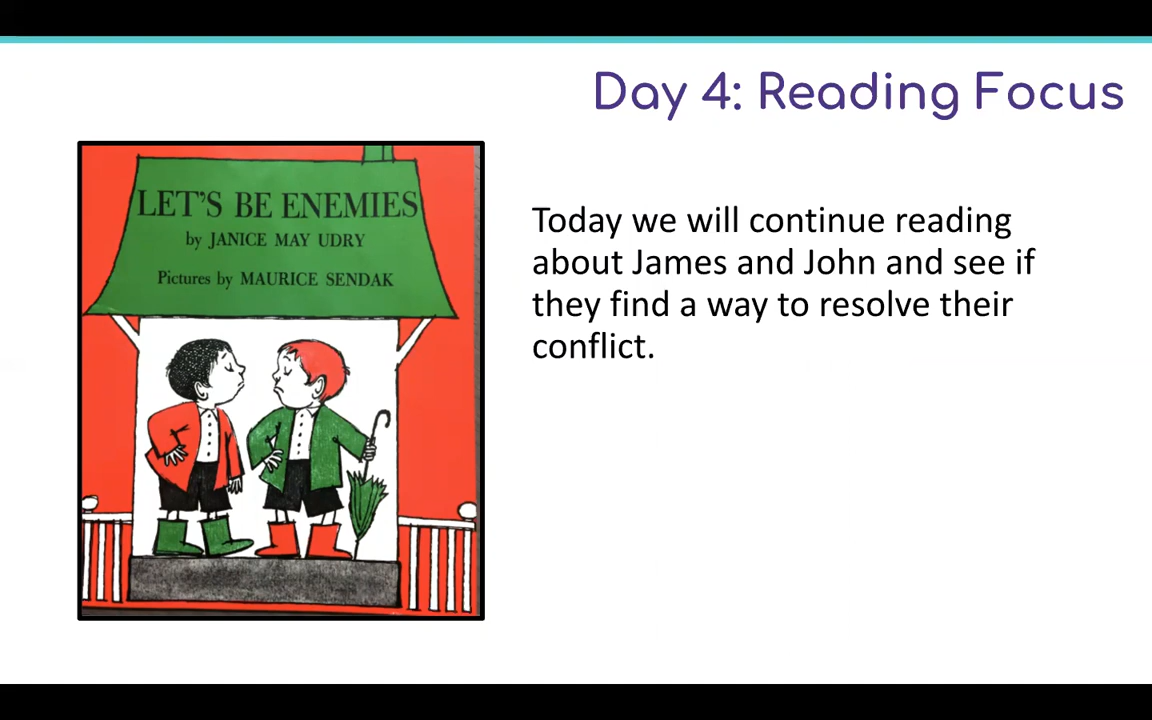 Day 4: Reading Focus
LET'S BE ENEMIES
by JANICE MAY UDRY
Pictures by MAURICE SENDAK
Today we will continue reading
about James and John and see if
they find a way to resolve their
conflict.